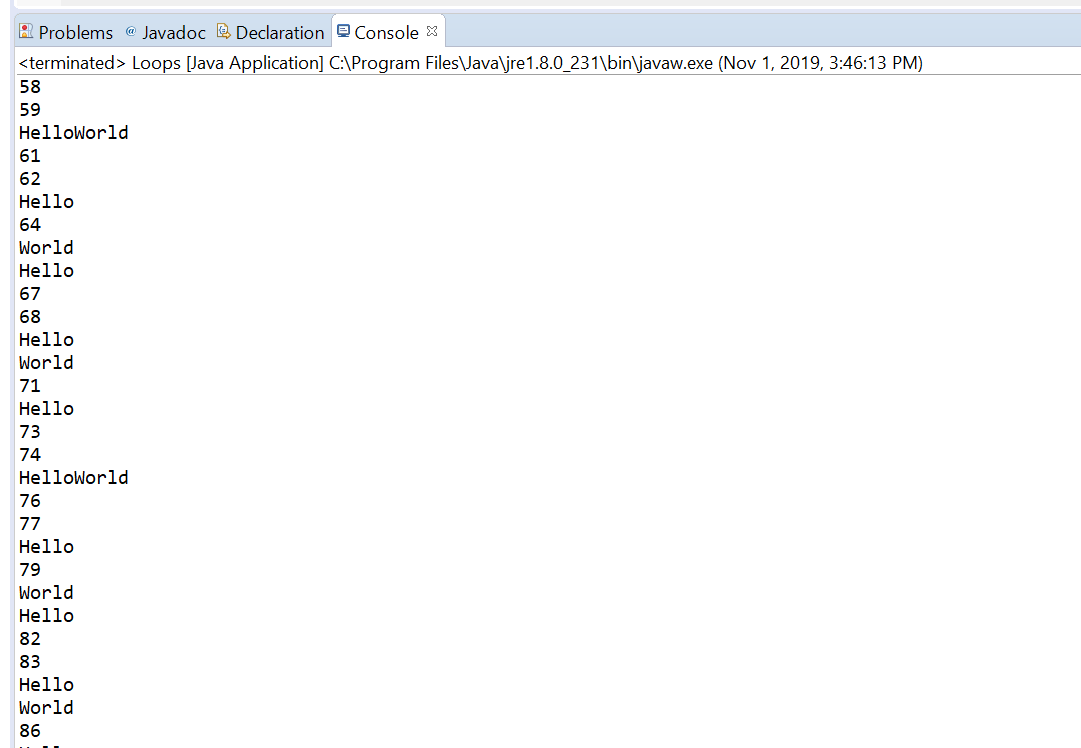 Problems Javadoc Declaration Console
<terminated> Loops [Java Application] C:\Program Files\Java\jre1.8.0_231\bin\javaw.exe (Nov 1, 2019, 3:46:13 PM)
58
59
HelloWorld
61
62
Hello
64
World
Hello
67
68
Hello
World
71
Hello
73
74
HelloWorld
76
77
Hello
79
World
Hello
82
83
Hello
World
86